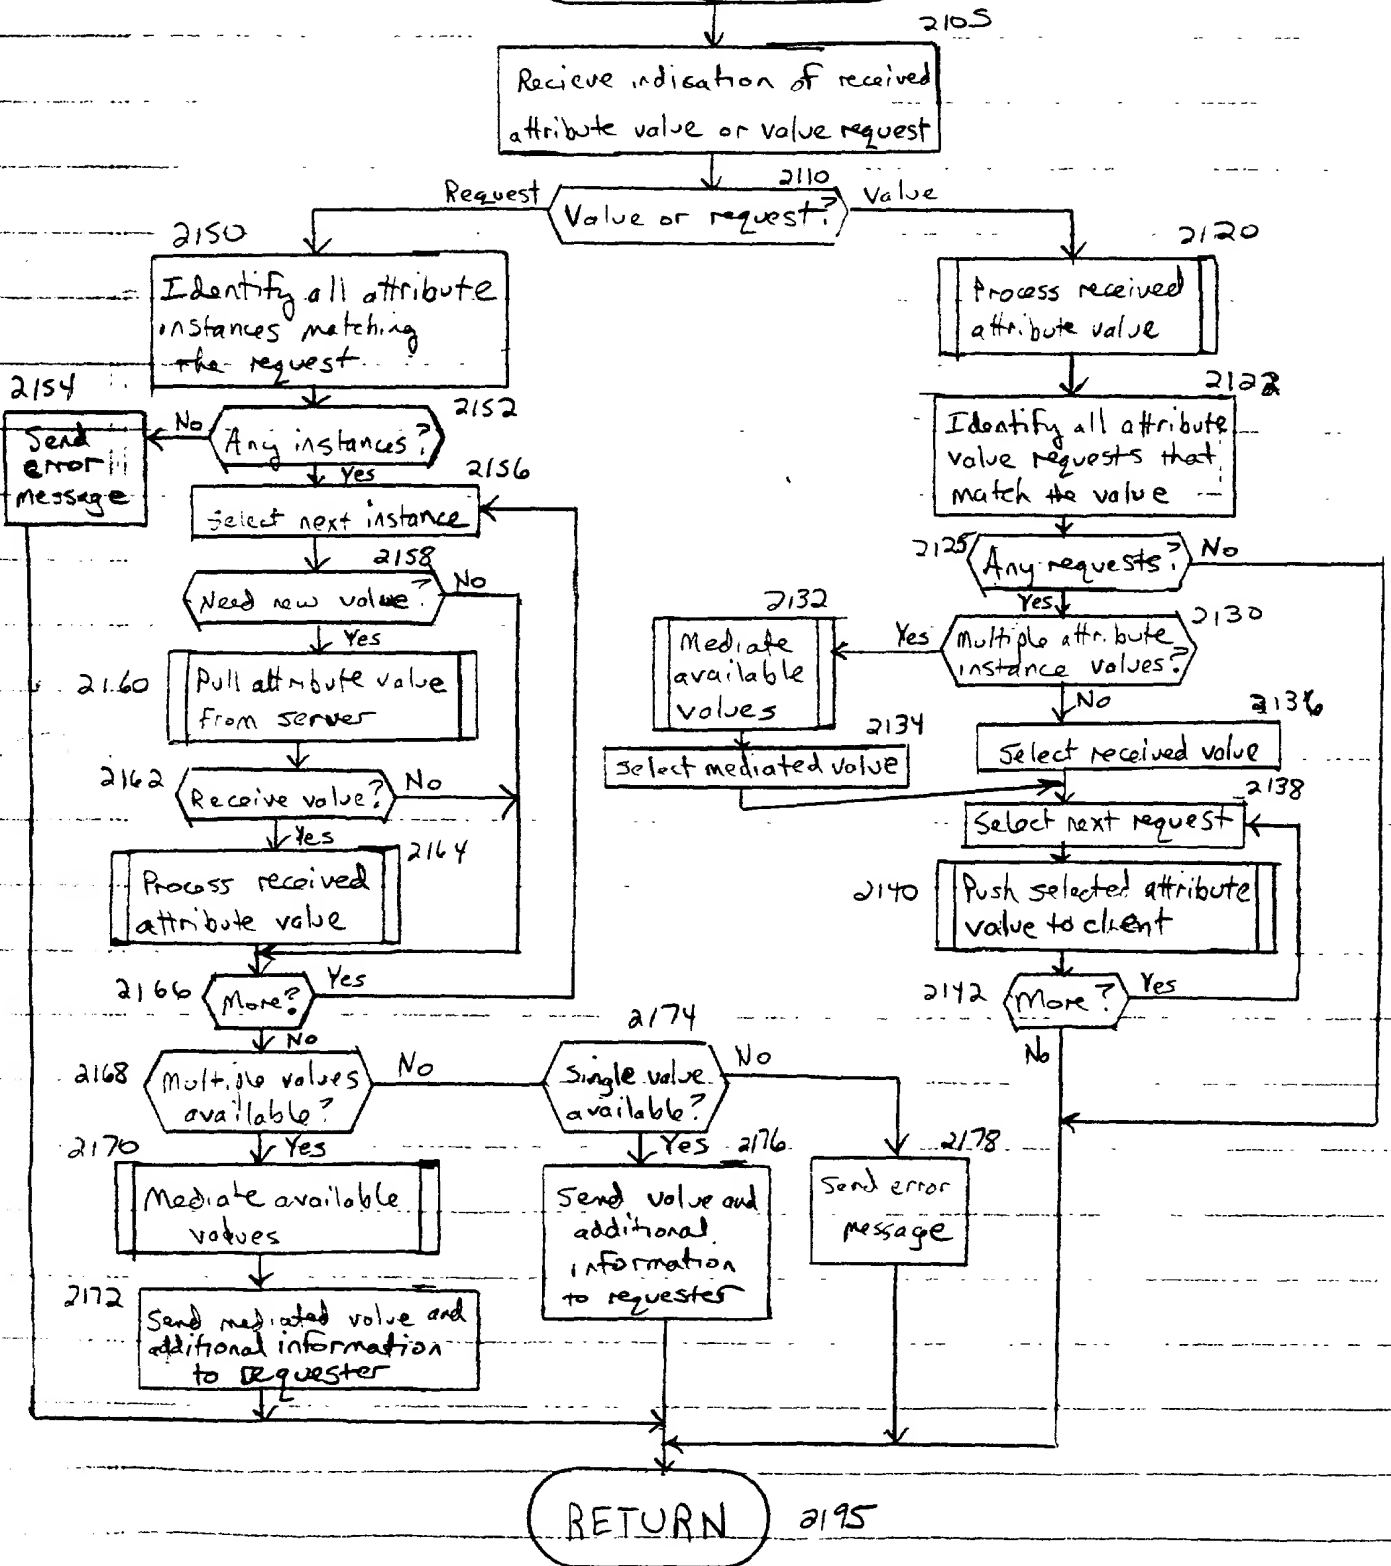 2105
Recieve indication of received
attribute value or value request
2110
Request
Value or request?
Value
2150
Identify all attribute
instances matching
the request
2120
Process received
attribute value
2154
Send
error
message
No
2152
Any instances?
Yes
2156
Select next instance
2158
Need new value?
No
Yes
2160
Pull attribute value
from server
2162
Receive value?
No
Yes
2164
Process received
attribute value
2166
More?
Yes
No
2168
Multiple values
available?
No
Yes
2170
Mediate available
values
2172
Send mediated value and
additional information
to requester
2174
Single value
available?
No
Yes
2176
Send value and
additional
information
to requester
2178
Send error
message
2122
Identify all attribute
value requests that
match the value
2125
Any requests?
No
Yes
2130
Multiple attribute
instance values?
Yes
No
2132
Mediate
available
values
2134
Select mediated value
2136
Select received value
2138
Select next request
2140
Push selected attribute
value to client
2142
More?
Yes
No
RETURN
2195